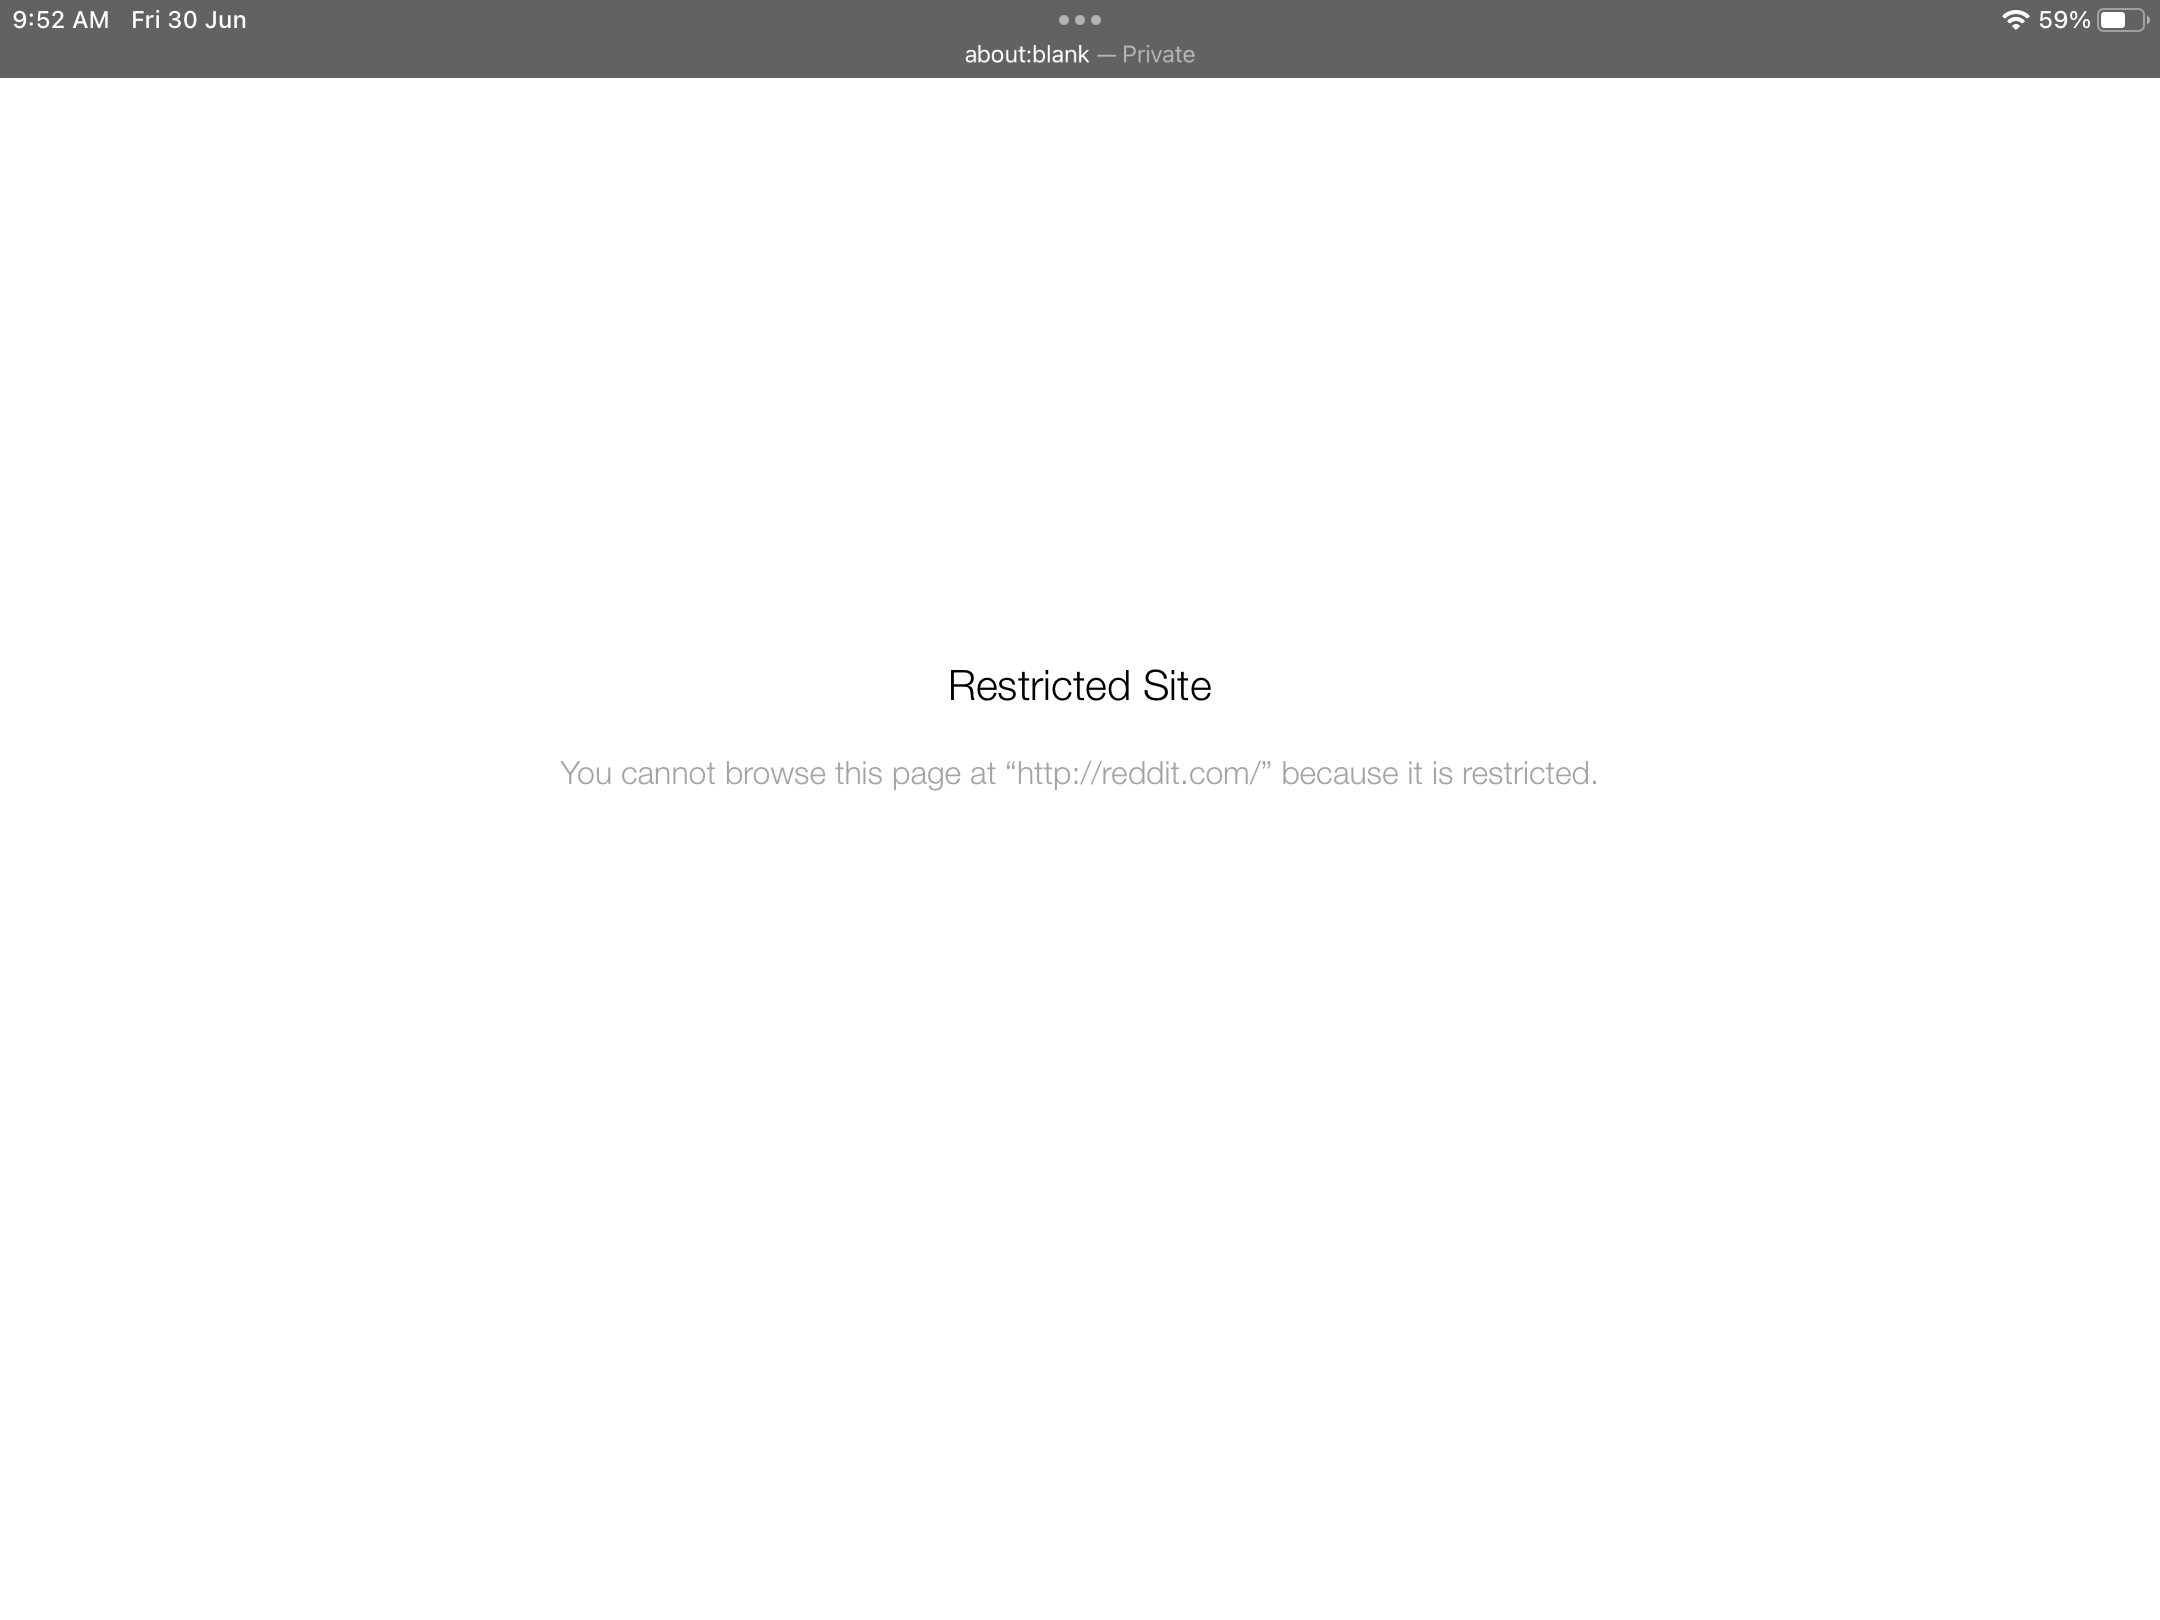 9:52 AM Fri 30 Jun 59%
about:blank — Private
Restricted Site
You cannot browse this page at “http://reddit.com/” because it is restricted.